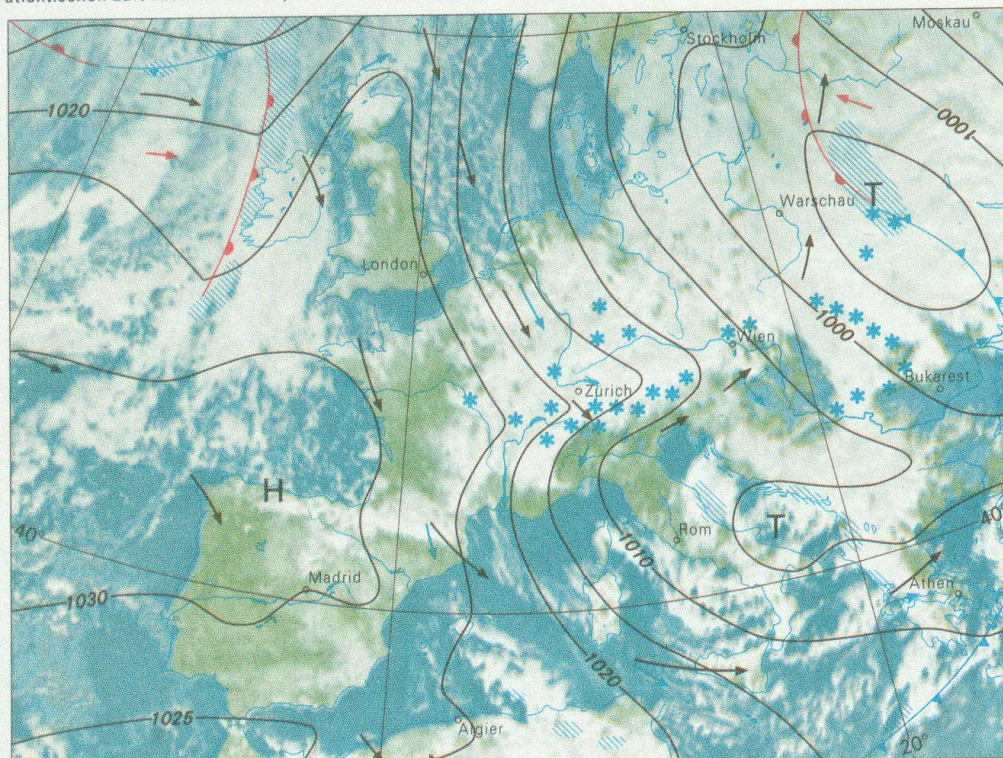 Moskau
Stockholm
1020
1000
T
Warschau
London
1000
Wien
Bukarest
Zürich
H
T
Rom
40°
40°
1010
Madrid
Athen
1030
1020
1025
Algier
20°